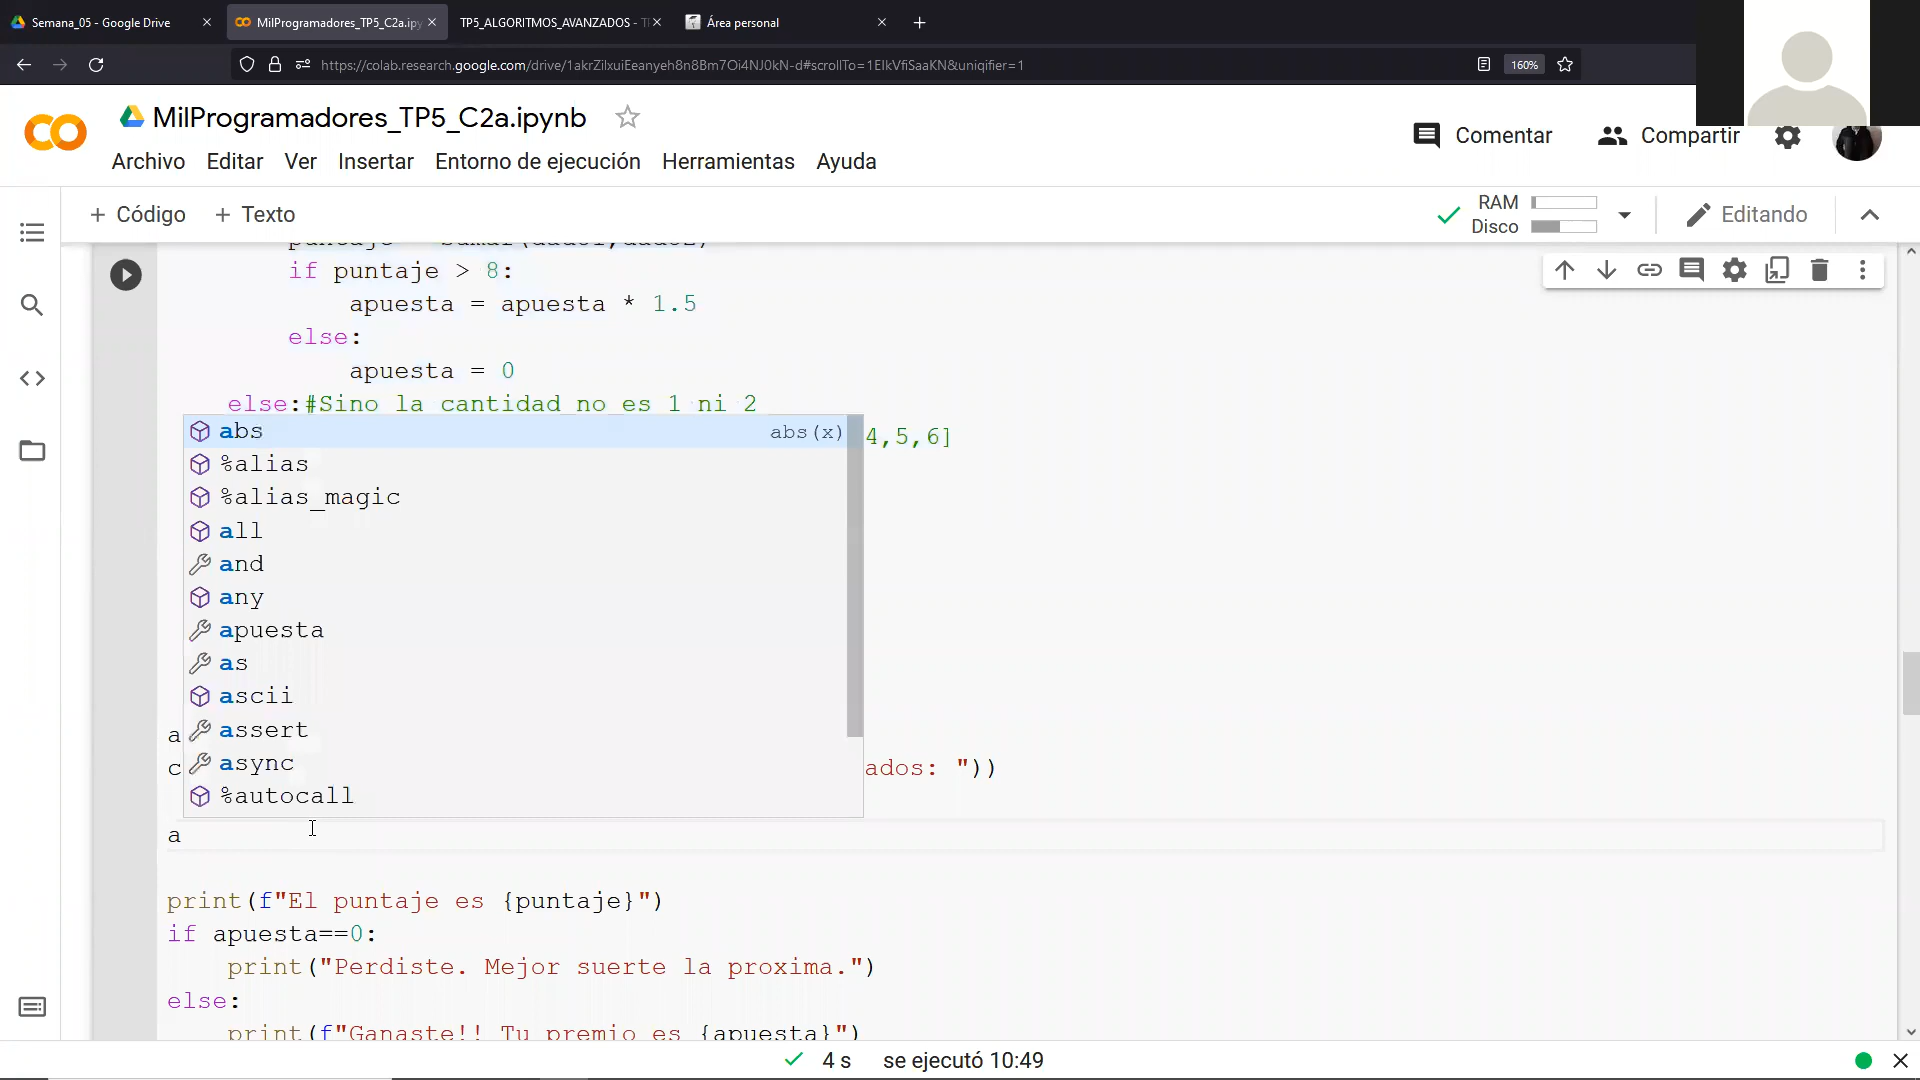 Semana_05 - Google Drive
MilProgramadores_TP5_C2a.ipy
TP5_ALGORITMOS_AVANZADOS - T
Área personal
https://colab.research.google.com/drive/1akrZilxuiEeanyeh8n8Bm7Oi4NJ0kN-d#scrollTo=1EIkVfiSaaKN&uniqifier=1
160%
MilProgramadores_TP5_C2a.ipynb
Comentar
Compartir
Archivo Editar Ver Insertar Entorno de ejecución Herramientas Ayuda
+ Código + Texto
RAM
Disco
Editando
if puntaje > 8:
apuesta = apuesta * 1.5
else:
apuesta = 0
else:#Sino la cantidad no es 1 ni 2
abs abs(x)
4,5,6]
%alias
%alias_magic
all
and
any
apuesta
as
ascii
assert
a
async
c
ados: "))
%autocall
a
print(f"El puntaje es {puntaje}")
if apuesta==0:
print("Perdiste. Mejor suerte la proxima.")
else:
print(f"Ganaste!! Tu premio es {apuesta}")
4 s se ejecutó 10:49